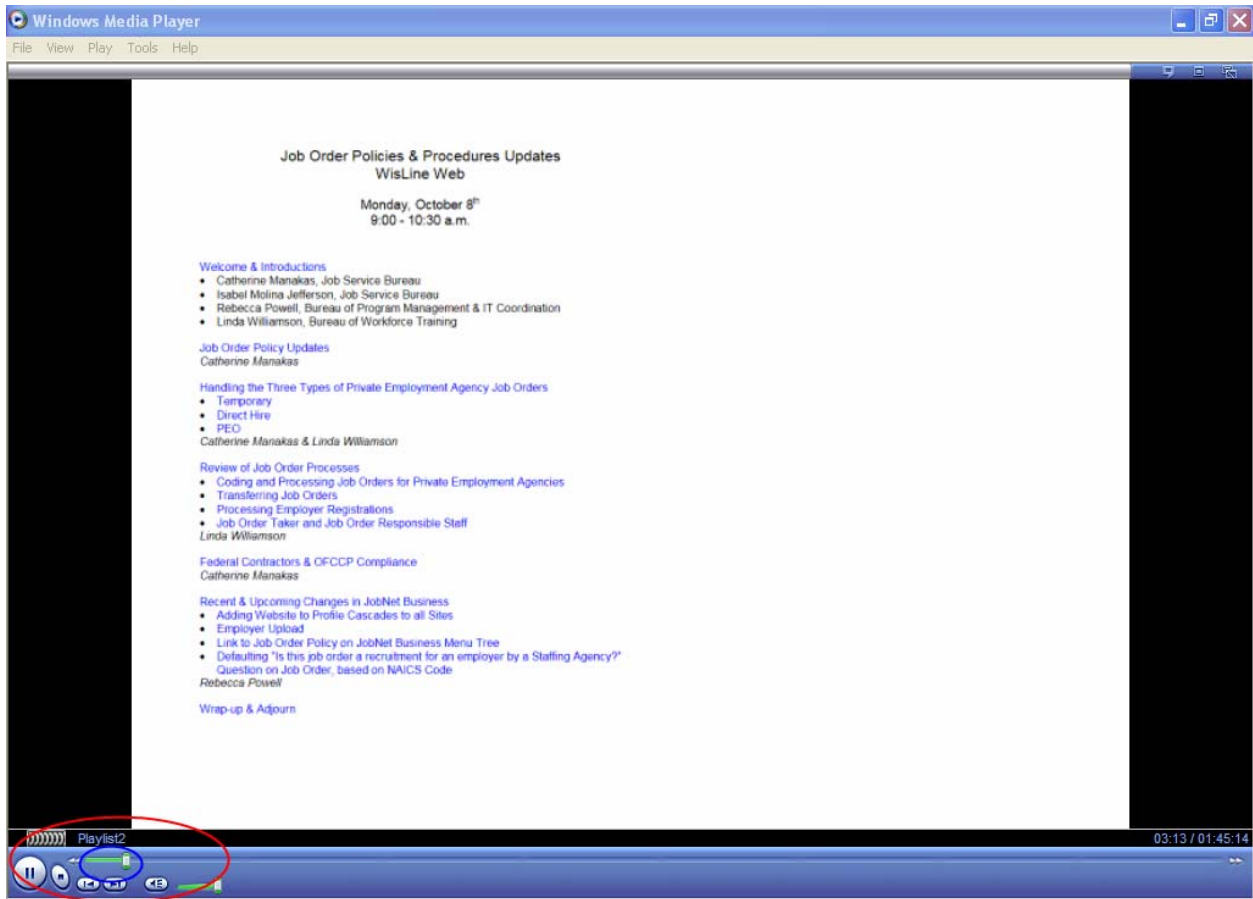 Windows Media Player
File View Play Tools Help
Job Order Policies & Procedures Updates
WisLine Web
Monday, October 8th
9:00 - 10:30 a.m.
Welcome & Introductions
• Catherine Manakas, Job Service Bureau
• Isabel Molina Jefferson, Job Service Bureau
• Rebecca Powell, Bureau of Program Management & IT Coordination
• Linda Williamson, Bureau of Workforce Training
Job Order Policy Updates
Catherine Manakas
Handling the Three Types of Private Employment Agency Job Orders
• Temporary
• Direct Hire
• PEO
Catherine Manakas & Linda Williamson
Review of Job Order Processes
• Coding and Processing Job Orders for Private Employment Agencies
• Transferring Job Orders
• Processing Employer Registrations
• Job Order Taker and Job Order Responsible Staff
Linda Williamson
Federal Contractors & OFCCP Compliance
Catherine Manakas
Recent & Upcoming Changes in JobNet Business
• Adding Website to Profile Cascades to all Sites
• Employer Upload
• Link to Job Order Policy on JobNet Business Menu Tree
• Defaulting "Is this job order a recruitment for an employer by a Staffing Agency?"
Question on Job Order, based on NAICS Code
Rebecca Powell
Wrap-up & Adjourn
Playlist2
03:13 / 01:45:14